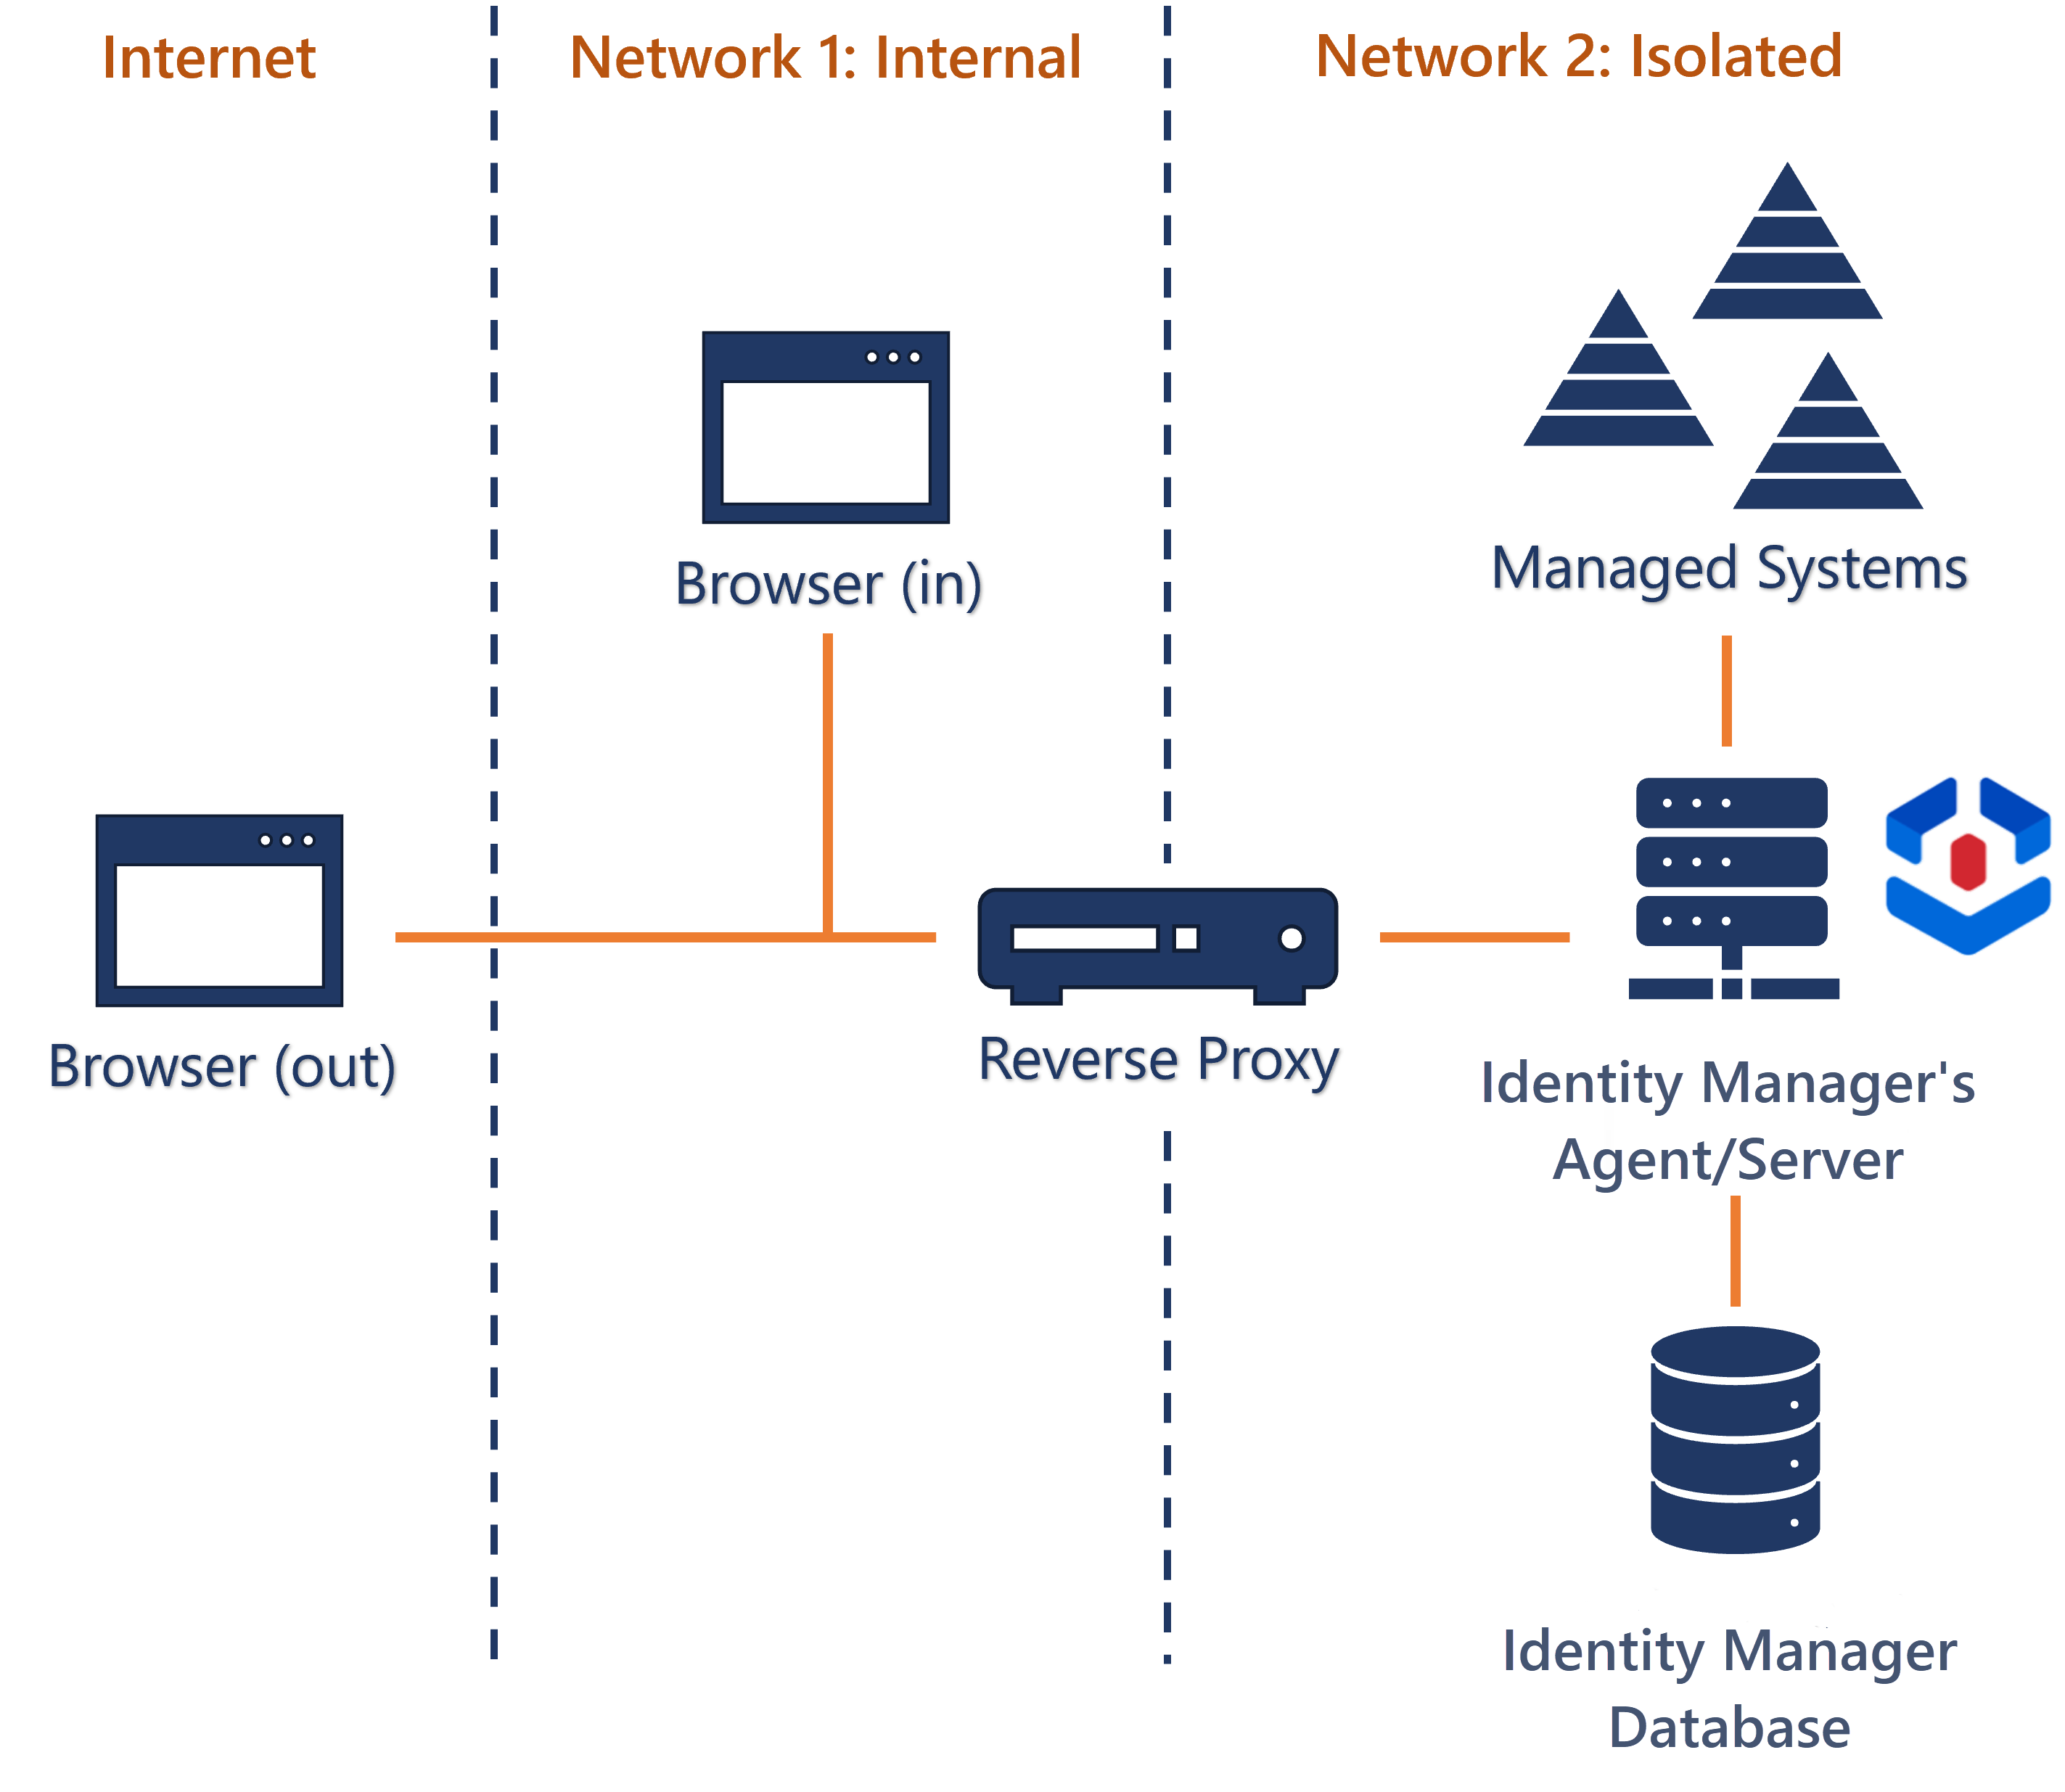 Internet
Network 1: Internal
Network 2: Isolated
Browser (in)
Managed Systems
Browser (out)
Reverse Proxy
Identity Manager's
Agent/Server
Identity Manager
Database